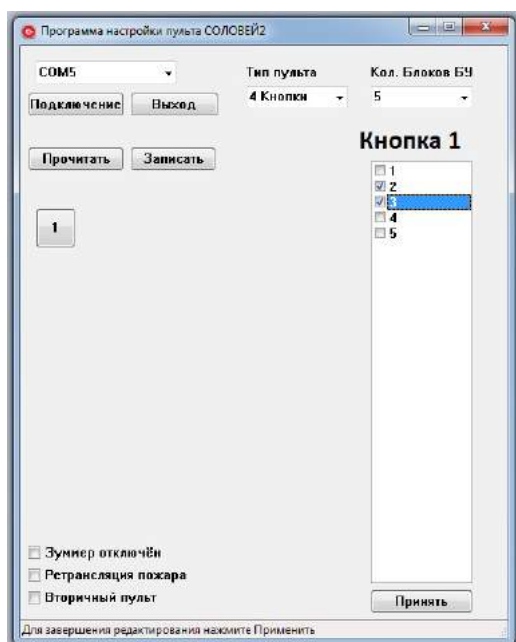 Программа настройки пульта СОЛОВЕЙ2
COM5
Тип пульта
Кол. Блоков БУ
Подключение
Выход
4 Кнопки
5
Кнопка 1
Прочитать
Записать
1
2
3
4
5
1
Зуммер отключён
Ретрансляция пожара
Вторичный пульт
Принять
Для завершения редактирования нажмите Применить